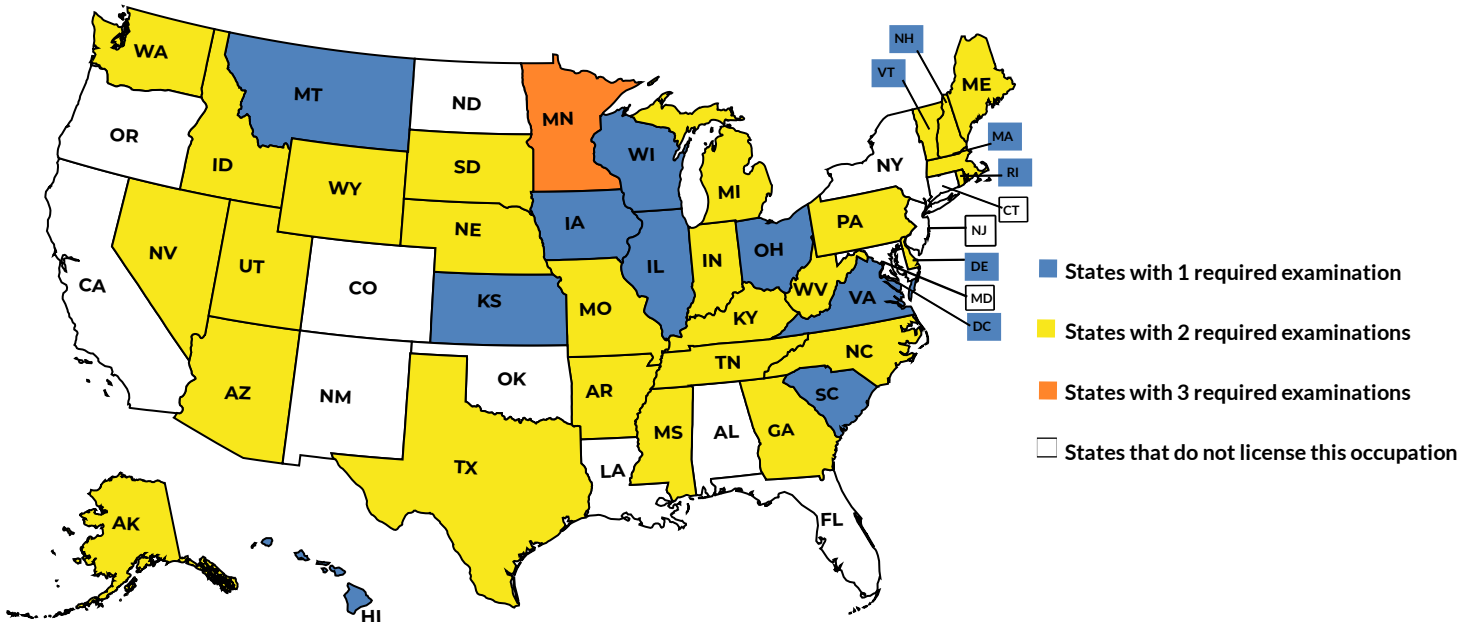 WA
MT
ND
MN
OR
ID
WY
SD
WI
MI
NY
ME
NH
VT
MA
RI
CT
NJ
DE
MD
DC
NV
UT
CO
NE
IA
KS
IL
IN
OH
PA
WV
VA
CA
MO
KY
AZ
NM
OK
AR
TN
NC
SC
MS
AL
GA
TX
LA
FL
AK
HI
States with 1 required examination
States with 2 required examinations
States with 3 required examinations
States that do not license this occupation